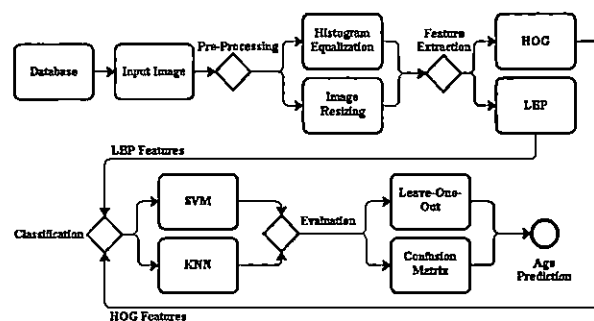 Database
Input Image
Pre-Processing
Histogram
Equalization
Image
Resizing
Feature
Extraction
HOG
LBP
LBP Features
Classification
SVM
KNN
Evaluation
Leave-One-
Out
Confusion
Matrix
Age
Prediction
HOG Features